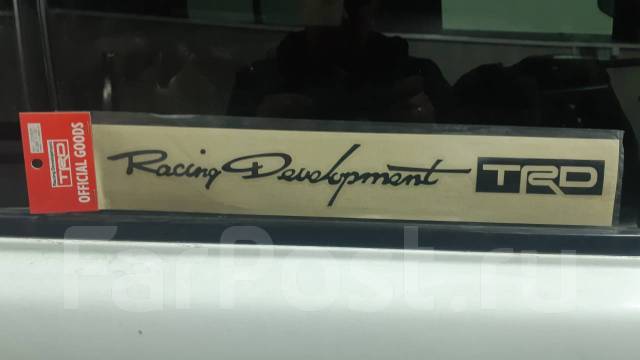 Racing Development TRD
TRD
OFFICIAL GOODS
FarPost.ru